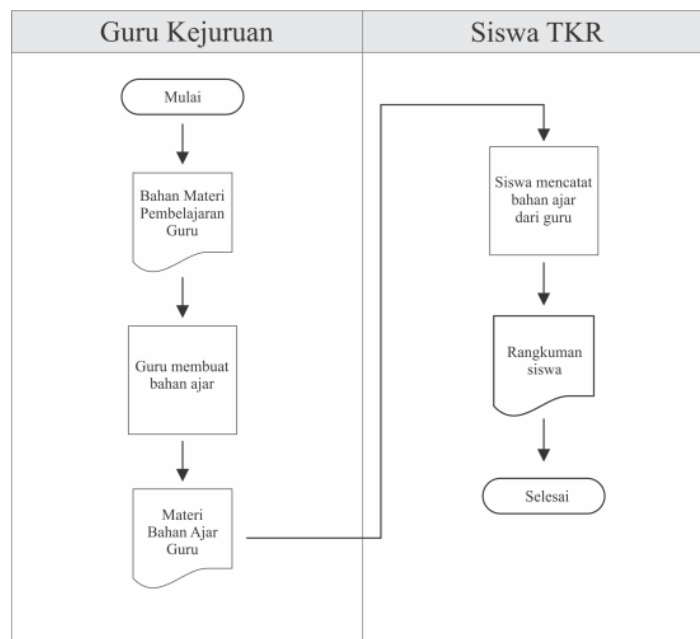 Guru Kejuruan
Siswa TKR
Mulai
Bahan Materi
Pembelajaran
Guru
Guru membuat
bahan ajar
Materi
Bahan Ajar
Guru
Siswa mencatat
bahan ajar
dari guru
Rangkuman
siswa
Selesai